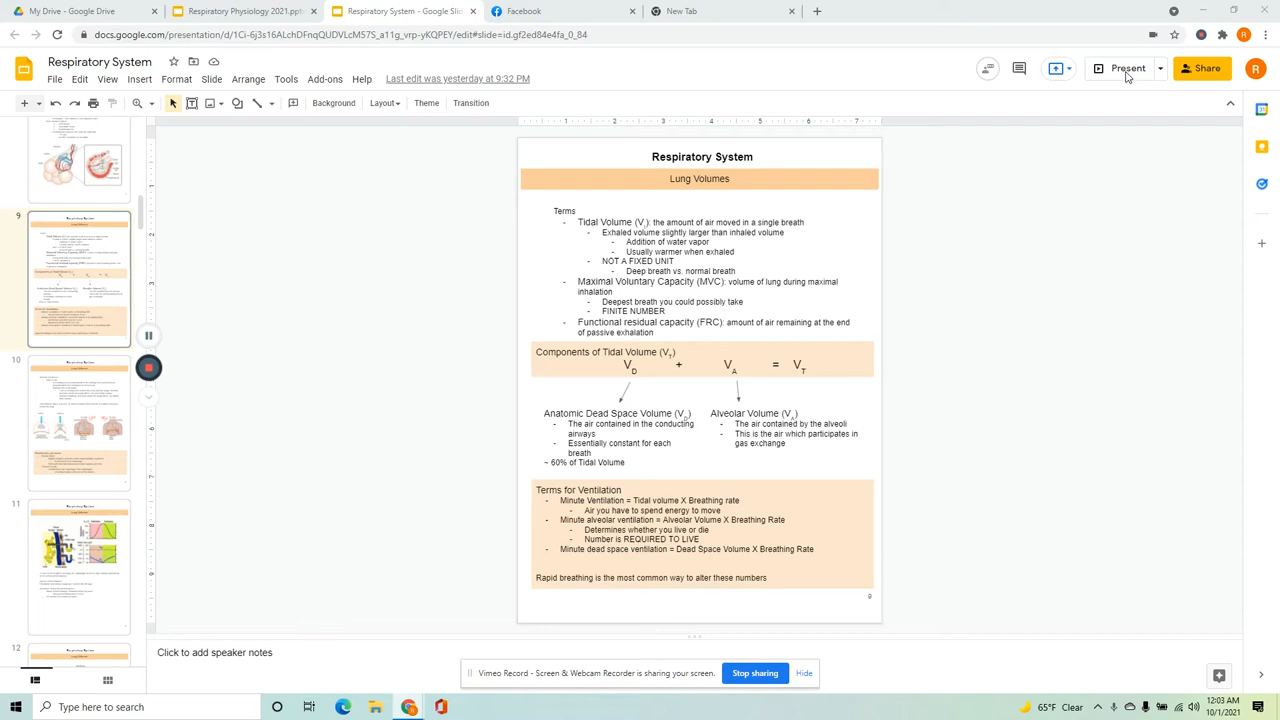 My Drive - Google Drive
Respiratory Physiology 2021.ppt
Respiratory System - Google Slid
Facebook
New Tab
docs.google.com/presentation/d/1Ci-6j3s16ALchDFnqQUDVLcM57S_a11g_vrp-yKQPEY/edit#slide=id.gf2ed0de4fa_0_84
R
Respiratory System
File Edit View Insert Format Slide Arrange Tools Add-ons Help
Last edit was yesterday at 9:32 PM
Present
Share
R
Background Layout Theme Transition
2 3 4 5 6 7
9
10
11
12
Respiratory System
Lung Volumes
Terms
- Tidal Volume (VT): the amount of air moved in a single breath
- Exhaled volume slightly larger than inhaled volume
- Addition of water vapor
- Usually warmer when exhaled
- NOT A FIXED UNIT
- Deep breath vs. normal breath
- Maximal Voluntary Capacity (MVC): volume of lung during maximal
inhalation
- Deepest breath you could possibly take
- FINITE NUMBER
- Functional residual capacity (FRC): amount of air remaining at the end
of passive exhalation
Components of Tidal Volume (VT)
VD + VA = VT
Anatomic Dead Space Volume (VD)
- The air contained in the conducting
airways
- Essentially constant for each
breath
~ 60% of Tidal Volume
Alveolar Volume (VA)
- The air contained by the alveoli
- This is the air which participates in
gas exchange
Terms for Ventilation
- Minute Ventilation = Tidal volume X Breathing rate
- Air you have to spend energy to move
- Minute alveolar ventilation = Alveolar Volume X Breathing Rate
- Determines whether you live or die
- Number is REQUIRED TO LIVE
- Minute dead space ventilation = Dead Space Volume X Breathing Rate
Rapid breathing is the most common way to alter these numbers
9
Click to add speaker notes
Vimeo Record - Screen & Webcam Recorder is sharing your screen.
Stop sharing
Hide
Type here to search
65°F Clear
12:03 AM
10/1/2021